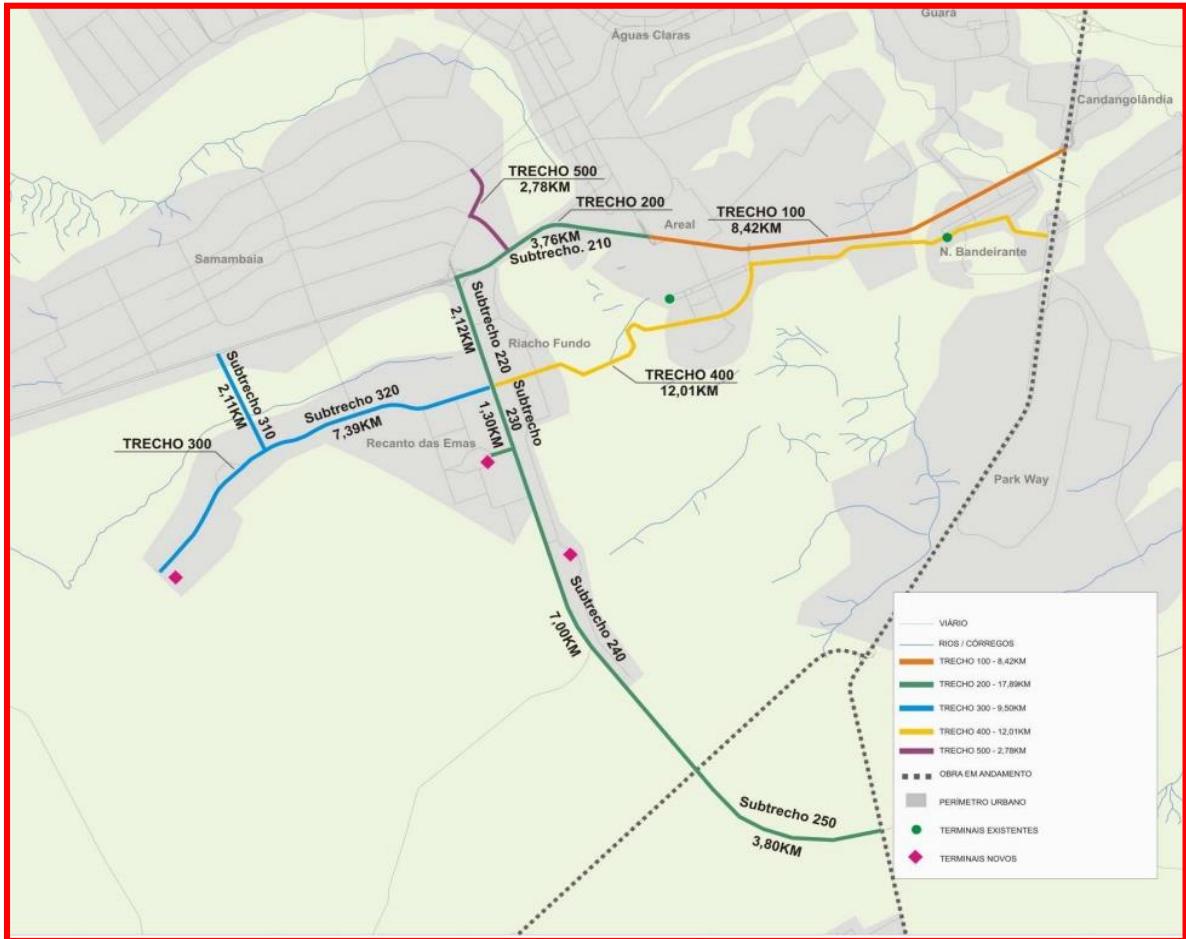 Guará
Águas Claras
Candangolândia
TRECHO 500
2,78KM
TRECHO 200
Areal
TRECHO 100
8,42KM
3,76KM
Subtrecho. 210
N. Bandeirante
Samambaia
Subtrecho 220
2,12KM
Riacho Fundo
TRECHO 400
12,01KM
Subtrecho 310
2,11KM
Subtrecho 320
7,39KM
Subtrecho
230
1,30KM
TRECHO 300
Recanto das Emas
Park Way
Subtrecho 240
7,00KM
Subtrecho 250
3,80KM
VIÁRIO
RIOS / CÓRREGOS
TRECHO 100 - 8,42KM
TRECHO 200 - 17,89KM
TRECHO 300 - 9,50KM
TRECHO 400 - 12,01KM
TRECHO 500 - 2,78KM
OBRA EM ANDAMENTO
PERÍMETRO URBANO
TERMINAIS EXISTENTES
TERMINAIS NOVOS